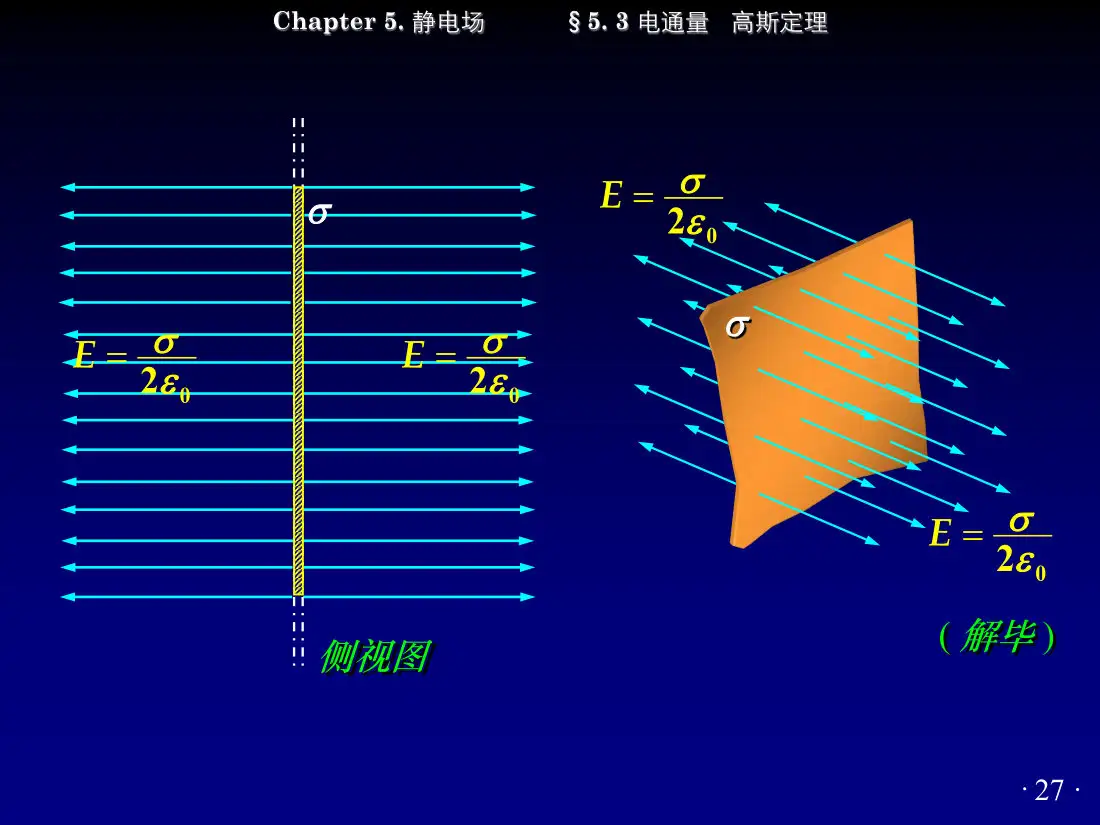 Chapter 5. 静电场 §5. 3 电通量 高斯定理
σ
E = σ/2ε₀
E = σ/2ε₀
侧视图
E = σ/2ε₀
σ
E = σ/2ε₀
( 解毕 )
· 27 ·